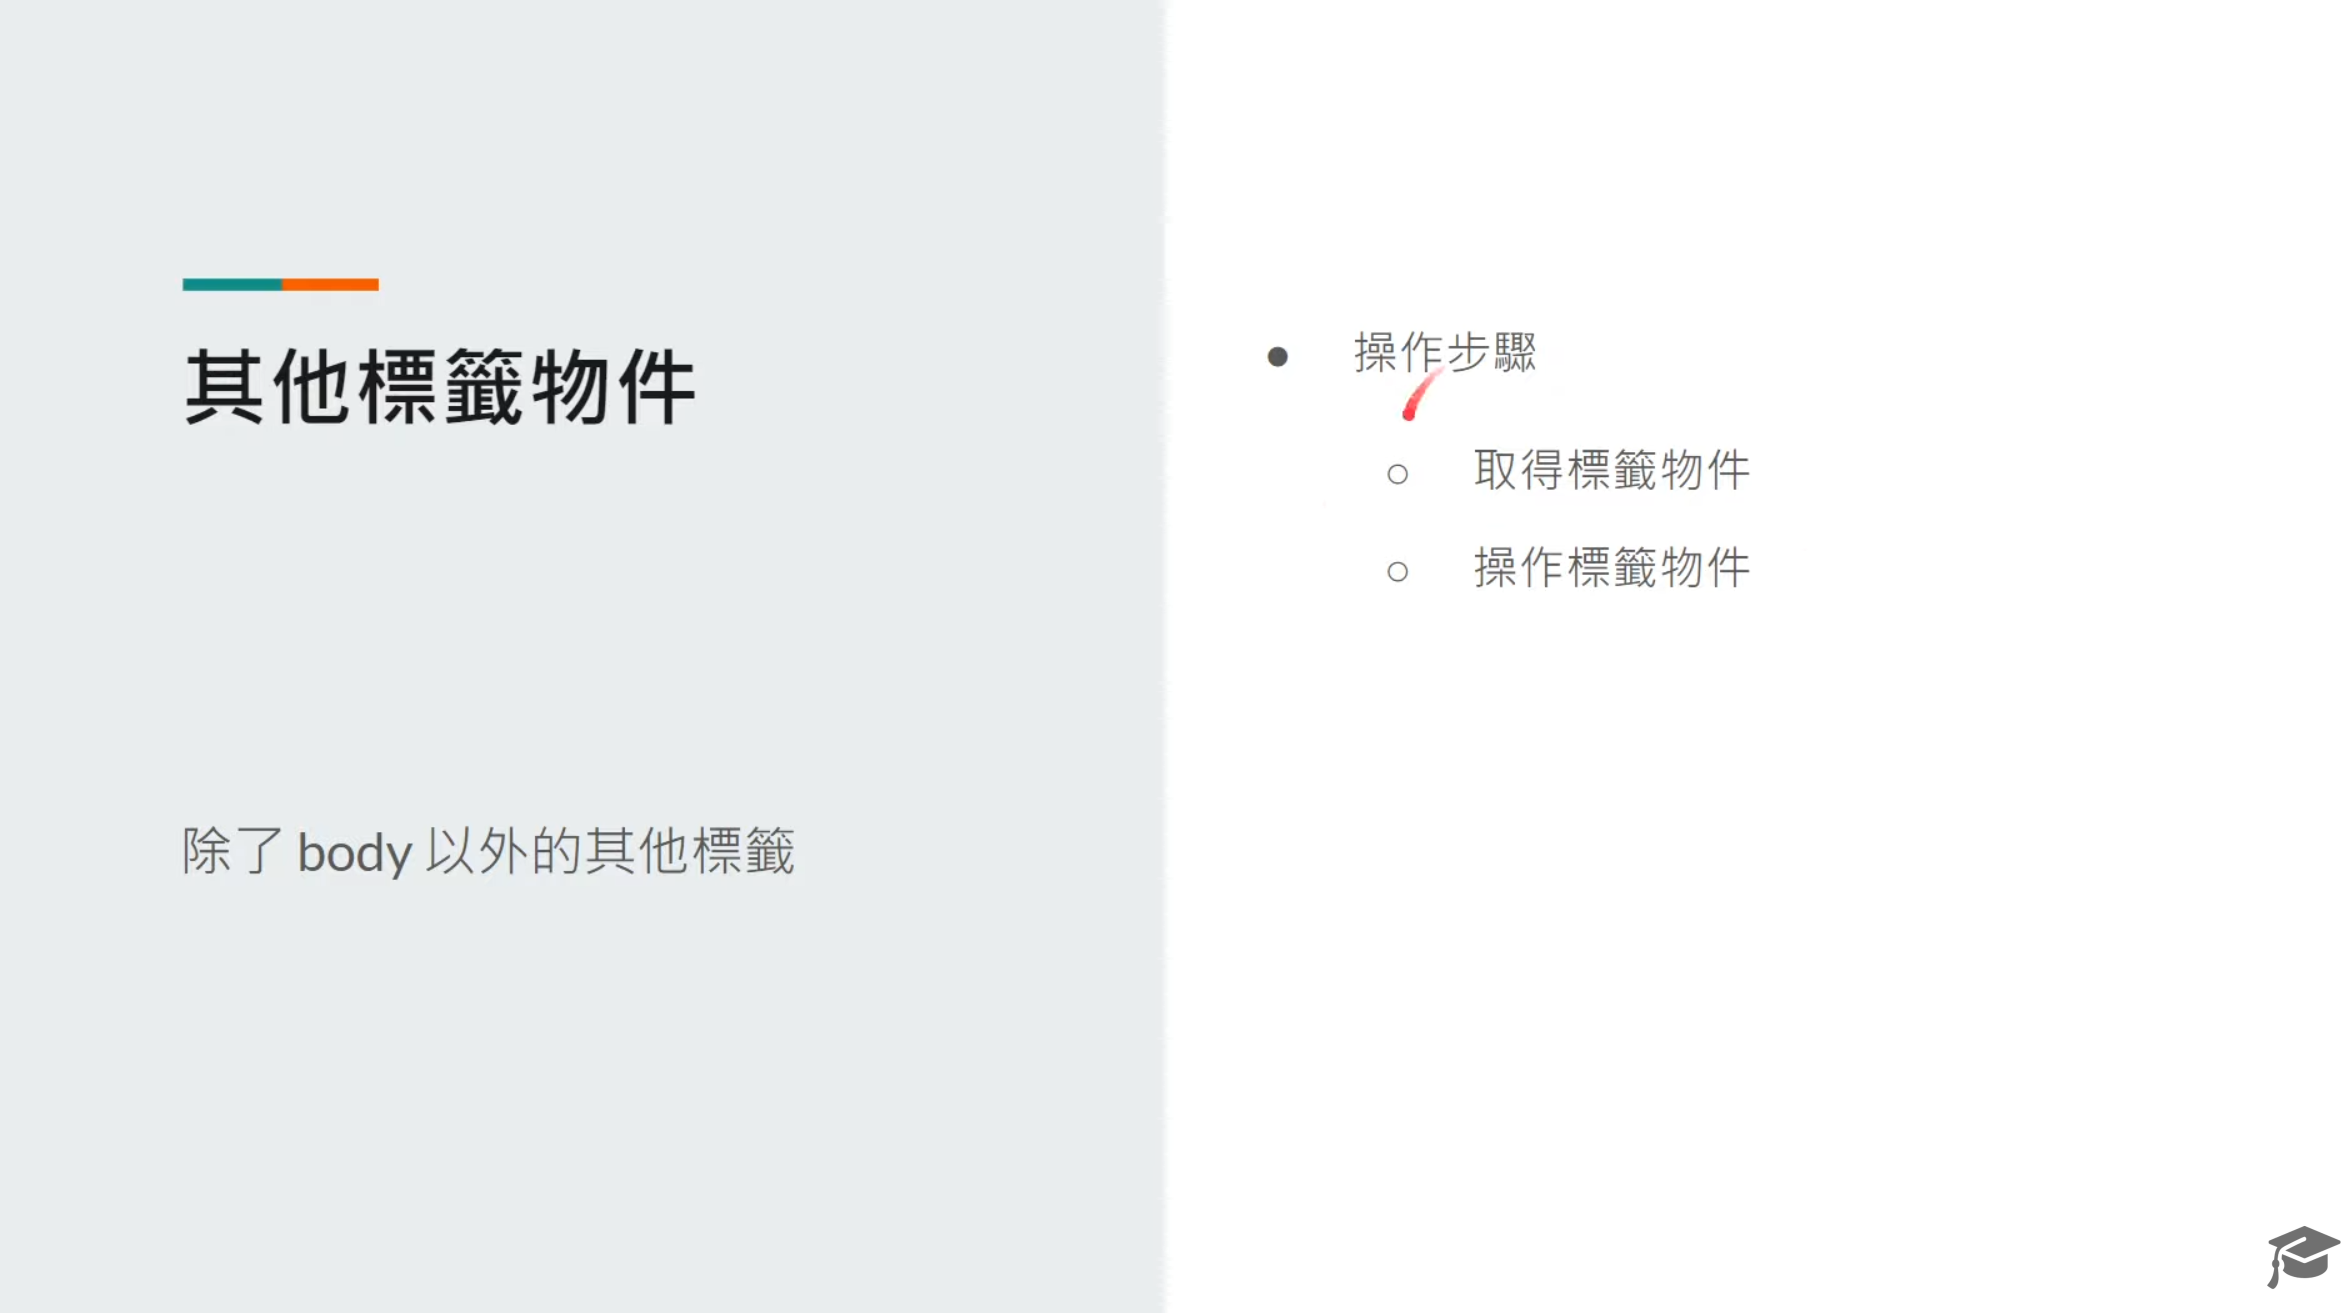 其他標籤物件
除了 body 以外的其他標籤
● 操作步驟
○ 取得標籤物件
○ 操作標籤物件